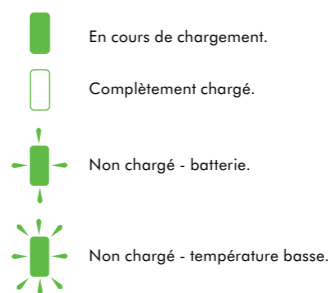 En cours de chargement.
Complètement chargé.
Non chargé - batterie.
Non chargé - température basse.